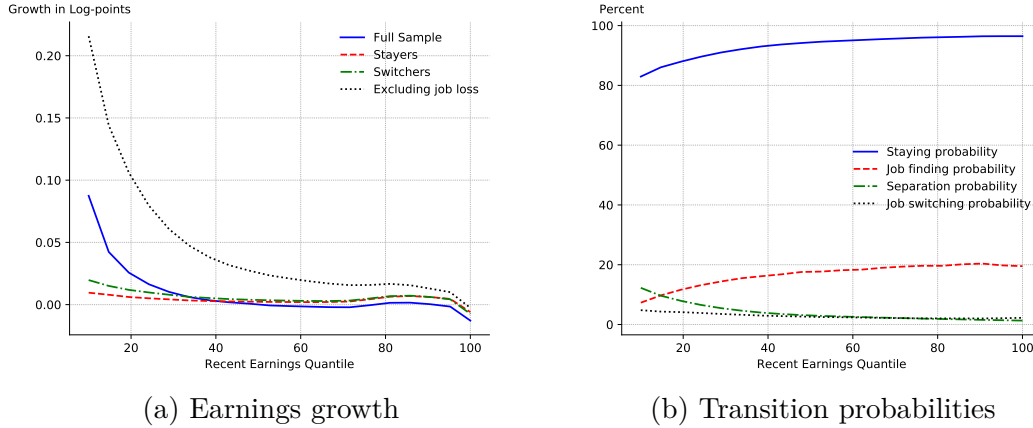 Growth in Log-points
0.20
0.15
0.10
0.05
0.00
Full Sample
Stayers
Switchers
Excluding job loss
20 40 60 80 100
Recent Earnings Quantile
(a) Earnings growth
Percent
100
80
60
40
20
0
Staying probability
Job finding probability
Separation probability
Job switching probability
20 40 60 80 100
Recent Earnings Quantile
(b) Transition probabilities